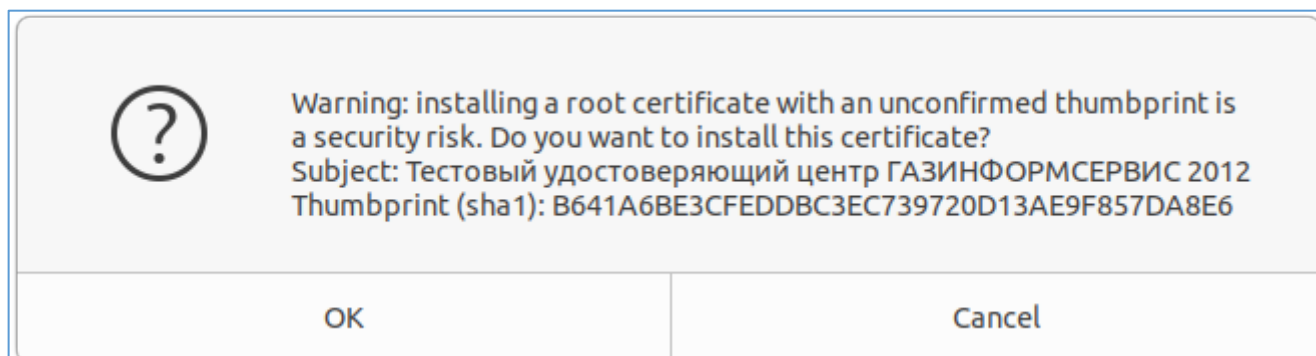 Warning: installing a root certificate with an unconfirmed thumbprint is
a security risk. Do you want to install this certificate?
Subject: Тестовый удостоверяющий центр ГАЗИНФОРМСЕРВИС 2012
Thumbprint (sha1): B641A6BE3CFEDDBC3EC739720D13AE9F857DA8E6
OK
Cancel